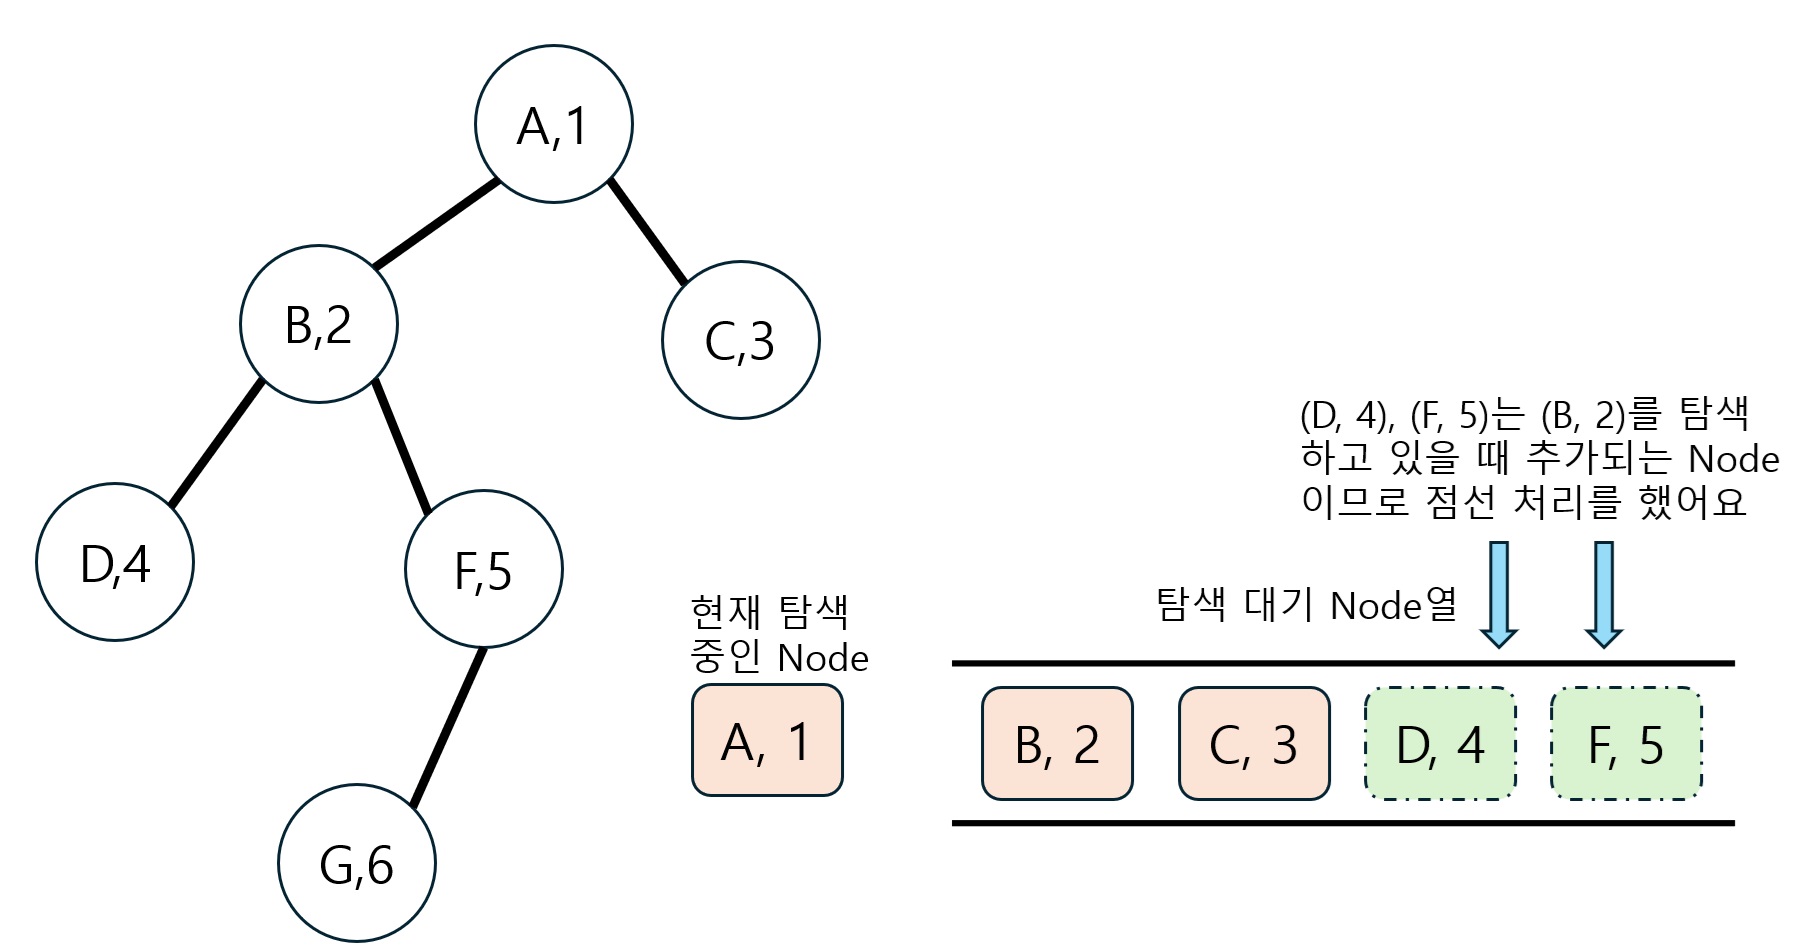 A,1
B,2
C,3
D,4
F,5
G,6
(D, 4), (F, 5)는 (B, 2)를 탐색
하고 있을 때 추가되는 Node
이므로 점선 처리를 했어요
탐색 대기 Node열
현재 탐색
중인 Node
A, 1
B, 2
C, 3
D, 4
F, 5